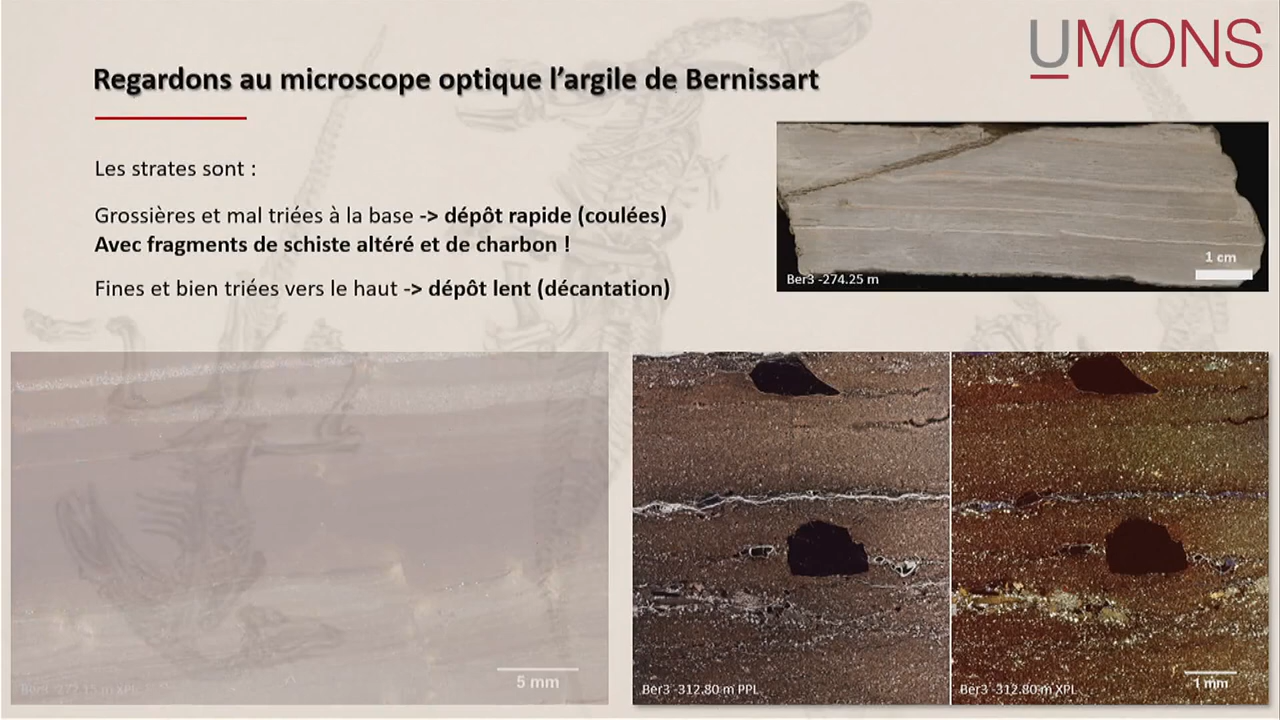 UMONS
Regardons au microscope optique l'argile de Bernissart
Les strates sont :
Grossières et mal triées à la base -> dépôt rapide (coulées)
Avec fragments de schiste altéré et de charbon !
Fines et bien triées vers le haut -> dépôt lent (décantation)
1 cm
Ber3 -274.25 m
5 mm
Ber3 -312.80 m PPL
Ber3 -312.80 m XPL
1 mm